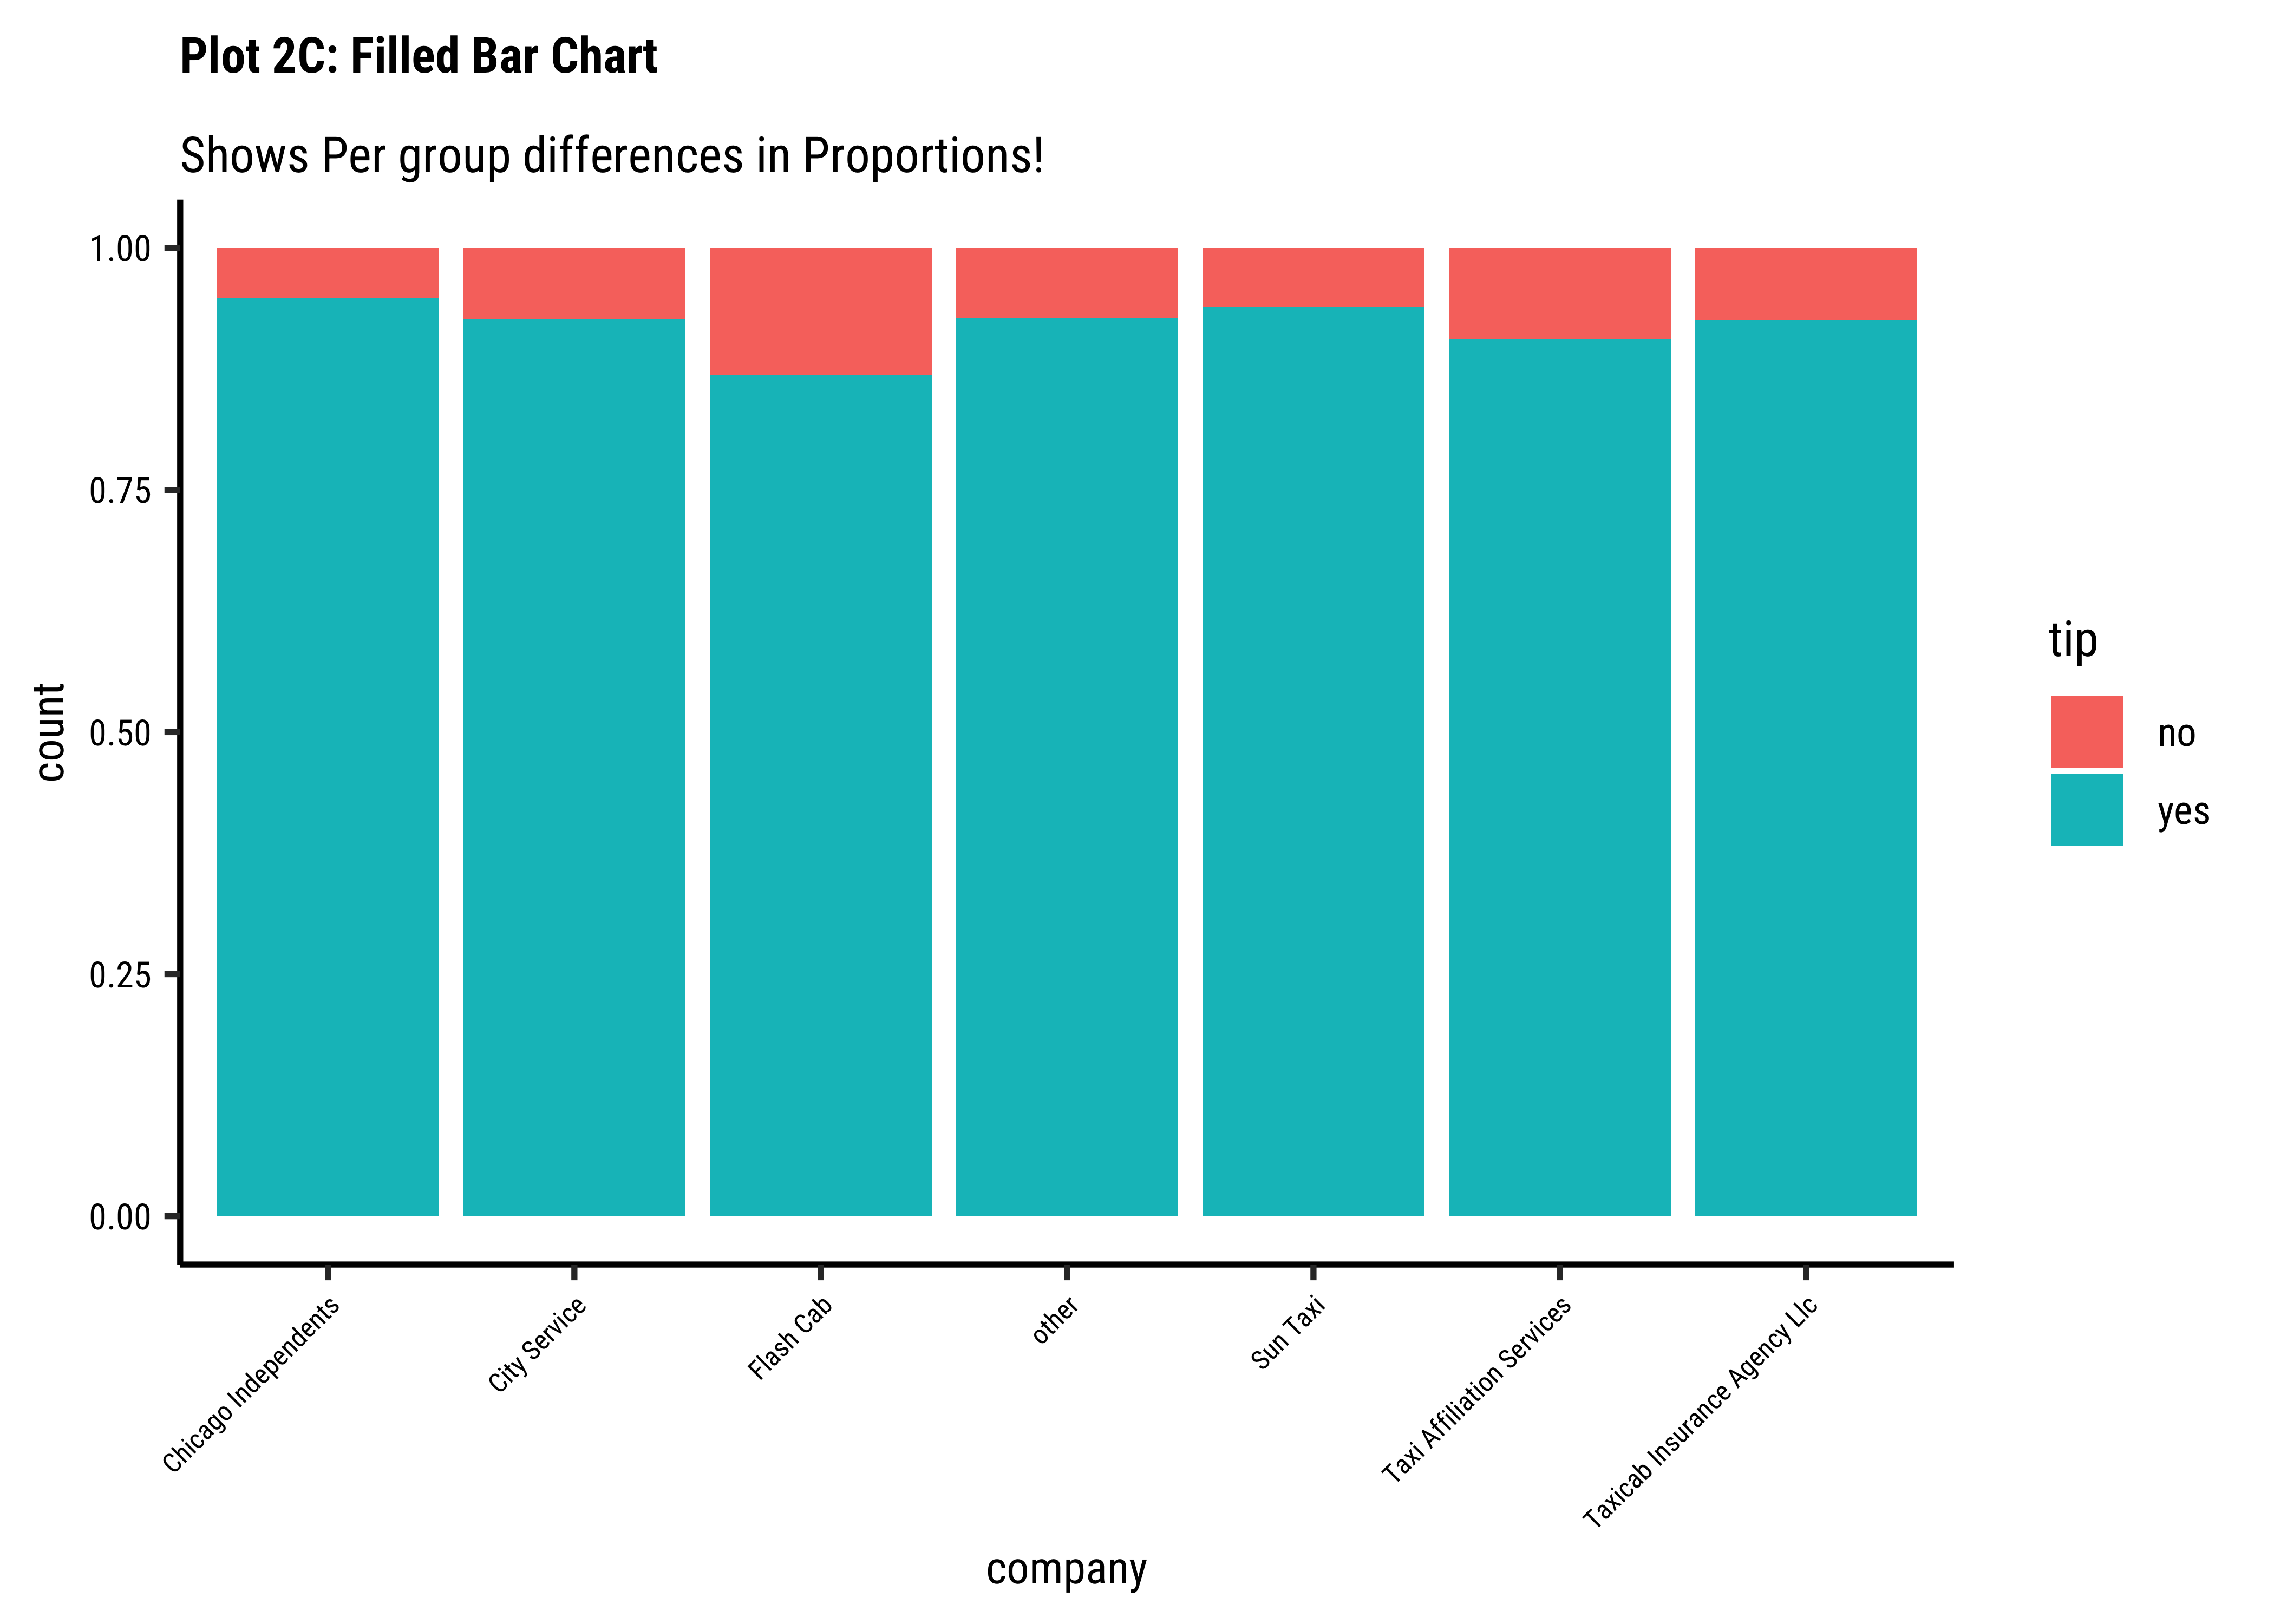 Plot 2C: Filled Bar Chart
Shows Per group differences in Proportions!
count
1.00
0.75
0.50
0.25
0.00
Chicago Independents
City Service
Flash Cab
other
Sun Taxi
Taxi Affiliation Services
Taxicab Insurance Agency Llc
company
tip
no
yes